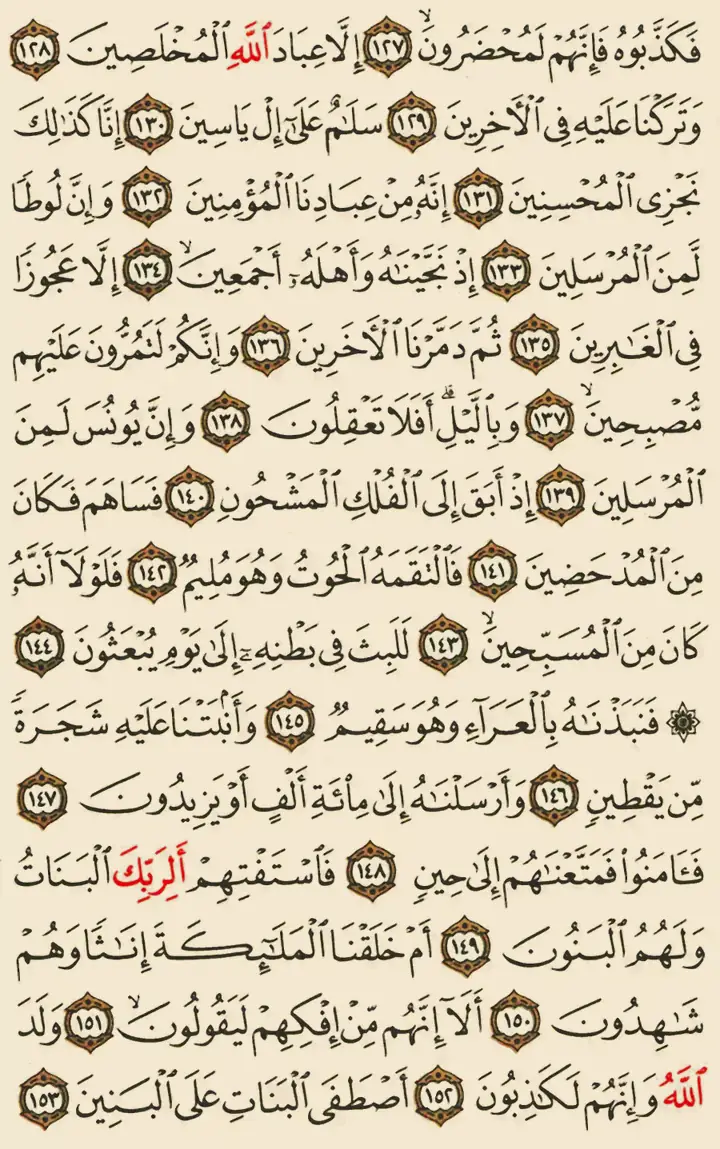 فَكَذَّبُوهُ فَإِنَّهُمْ لَمُحْضَرُونَۙ ١٢٧ إِلَّا عِبَادَ ٱللَّهِ ٱلْمُخْلَصِينَ ١٢٨
وَتَرَكْنَا عَلَيْهِ فِى ٱلْأَخِرِينَ ١٢٩ سَلَٰمٌ عَلَىٰٓ إِلْ يَاسِينَ ١٣٠ إِنَّا كَذَٰلِكَ
نَجْزِى ٱلْمُحْسِنِينَ ١٣١ إِنَّهُۥ مِنْ عِبَادِنَا ٱلْمُؤْمِنِينَ ١٣٢ وَإِنَّ لُوطًا
لَّمِنَ ٱلْمُرْسَلِينَ ١٣٣ إِذْ نَجَّيْنَٰهُ وَأَهْلَهُۥٓ أَجْمَعِينَۙ ١٣٤ إِلَّا عَجُوزًا
فِى ٱلْغَٰبِرِينَ ١٣٥ ثُمَّ دَمَّرْنَا ٱلْأَخَرِينَ ١٣٦ وَإِنَّكُمْ لَتَمُرُّونَ عَلَيْهِم
مُّصْبِحِينَۙ ١٣٧ وَبِٱلَّيْلِۗ أَفَلَا تَعْقِلُونَ ١٣٨ وَإِنَّ يُونُسَ لَمِنَ
ٱلْمُرْسَلِينَ ١٣٩ إِذْ أَبَقَ إِلَى ٱلْفُلْكِ ٱلْمَشْحُونِ ١٤٠ فَسَاهَمَ فَكَانَ
مِنَ ٱلْمُدْحَضِينَ ١٤١ فَٱلْتَقَمَهُ ٱلْحُوتُ وَهُوَ مُلِيمٌ ١٤٢ فَلَوْلَآ أَنَّهُۥ
كَانَ مِنَ ٱلْمُسَبِّحِينَۙ ١٤٣ لَلَبِثَ فِى بَطْنِهِۦٓ إِلَىٰ يَوْمِ يُبْعَثُونَ ١٤٤
۞ فَنَبَذْنَٰهُ بِٱلْعَرَآءِ وَهُوَ سَقِيمٌ ١٤٥ وَأَنۢبَتْنَا عَلَيْهِ شَجَرَةً
مِّن يَقْطِينٍ ١٤٦ وَأَرْسَلْنَٰهُ إِلَىٰ مِا۟ئَةِ أَلْفٍ أَوْ يَزِيدُونَ ١٤٧
فَـَٔامَنُوا۟ فَمَتَّعْنَٰهُمْ إِلَىٰ حِينٍ ١٤٨ فَٱسْتَفْتِهِمْ أَلِرَبِّكَ ٱلْبَنَاتُ
وَلَهُمُ ٱلْبَنُونَ ١٤٩ أَمْ خَلَقْنَا ٱلْمَلَٰٓئِكَةَ إِنَٰثًا وَهُمْ
شَٰهِدُونَ ١٥٠ أَلَآ إِنَّهُم مِّنْ إِفْكِهِمْ لَيَقُولُونَۙ ١٥١ وَلَدَ
ٱللَّهُ وَإِنَّهُمْ لَكَٰذِبُونَ ١٥٢ أَصْطَفَى ٱلْبَنَاتِ عَلَى ٱلْبَنِينَ ١٥٣